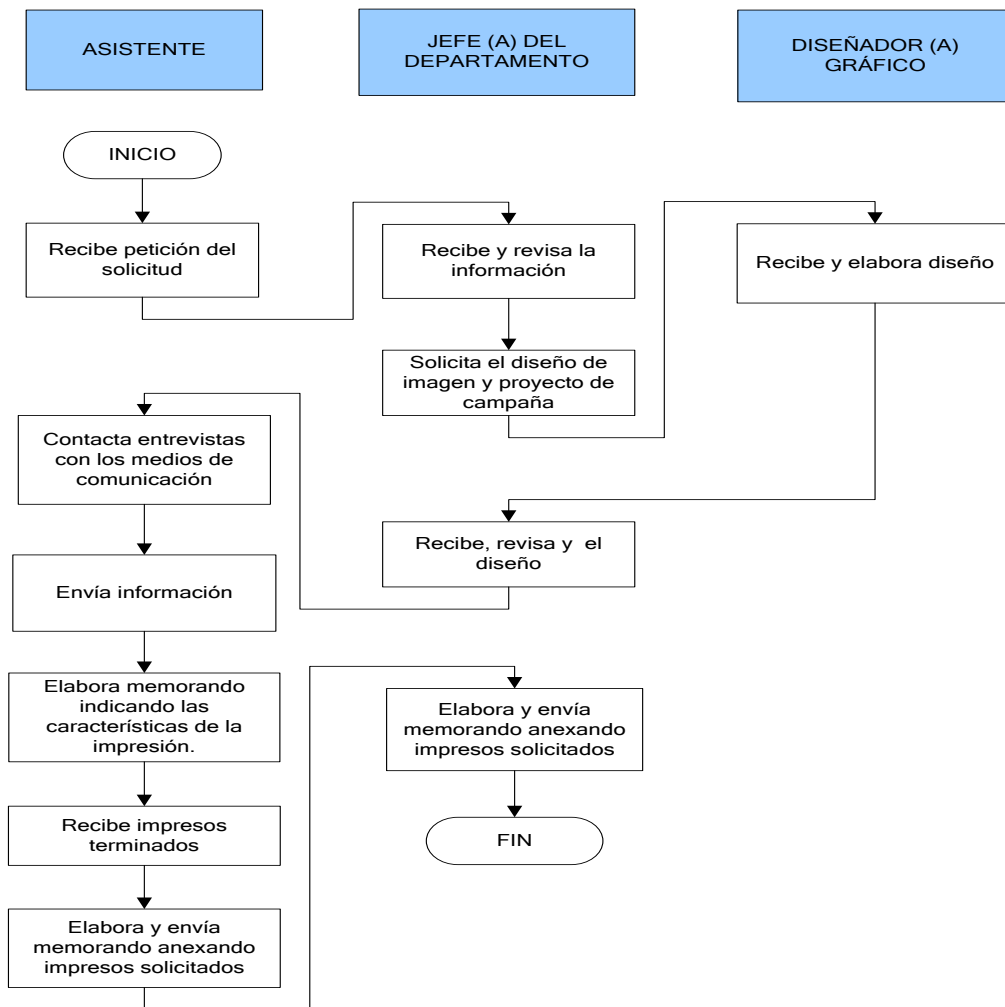 ASISTENTE
JEFE (A) DEL
DEPARTAMENTO
DISEÑADOR (A)
GRÁFICO
INICIO
Recibe petición del
solicitud
Recibe y revisa la
información
Recibe y elabora diseño
Solicita el diseño de
imagen y proyecto de
campaña
Contacta entrevistas
con los medios de
comunicación
Recibe, revisa y  el
diseño
Envía información
Elabora memorando
indicando las
características de la
impresión.
Elabora y envía
memorando anexando
impresos solicitados
Recibe impresos
terminados
FIN
Elabora y envía
memorando anexando
impresos solicitados